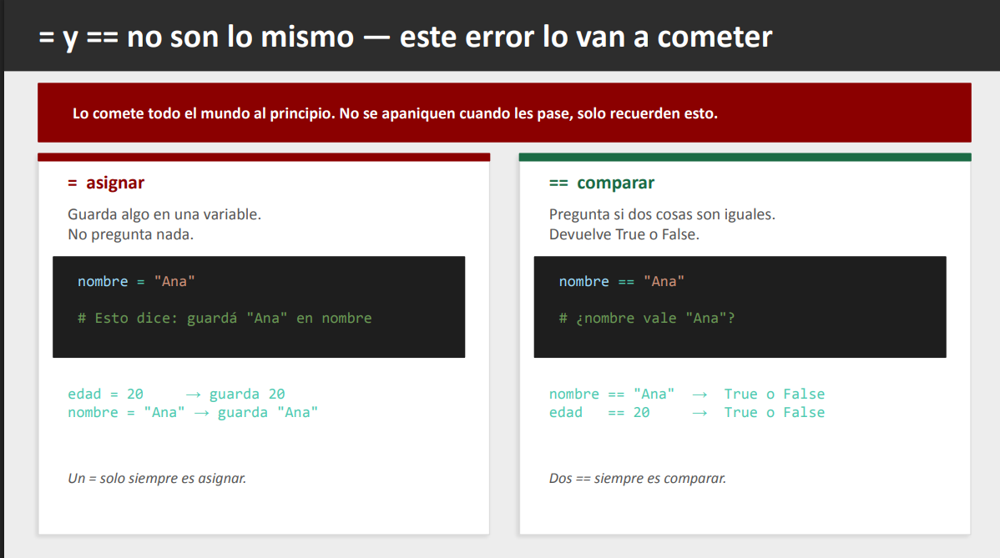 = y == no son lo mismo — este error lo van a cometer
Lo comete todo el mundo al principio. No se apaniquen cuando les pase, solo recuerden esto.
= asignar
Guarda algo en una variable.
No pregunta nada.
nombre = "Ana"
# Esto dice: guardá "Ana" en nombre
edad = 20 → guarda 20
nombre = "Ana" → guarda "Ana"
Un = solo siempre es asignar.
== comparar
Pregunta si dos cosas son iguales.
Devuelve True o False.
nombre == "Ana"
# ¿nombre vale "Ana"?
nombre == "Ana" → True o False
edad == 20 → True o False
Dos == siempre es comparar.